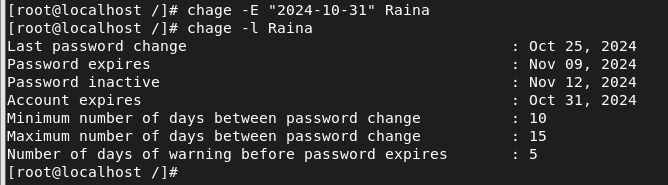 [root@localhost /]# chage -E "2024-10-31" Raina
[root@localhost /]# chage -l Raina
Last password change : Oct 25, 2024
Password expires : Nov 09, 2024
Password inactive : Nov 12, 2024
Account expires : Oct 31, 2024
Minimum number of days between password change : 10
Maximum number of days between password change : 15
Number of days of warning before password expires : 5
[root@localhost /]#